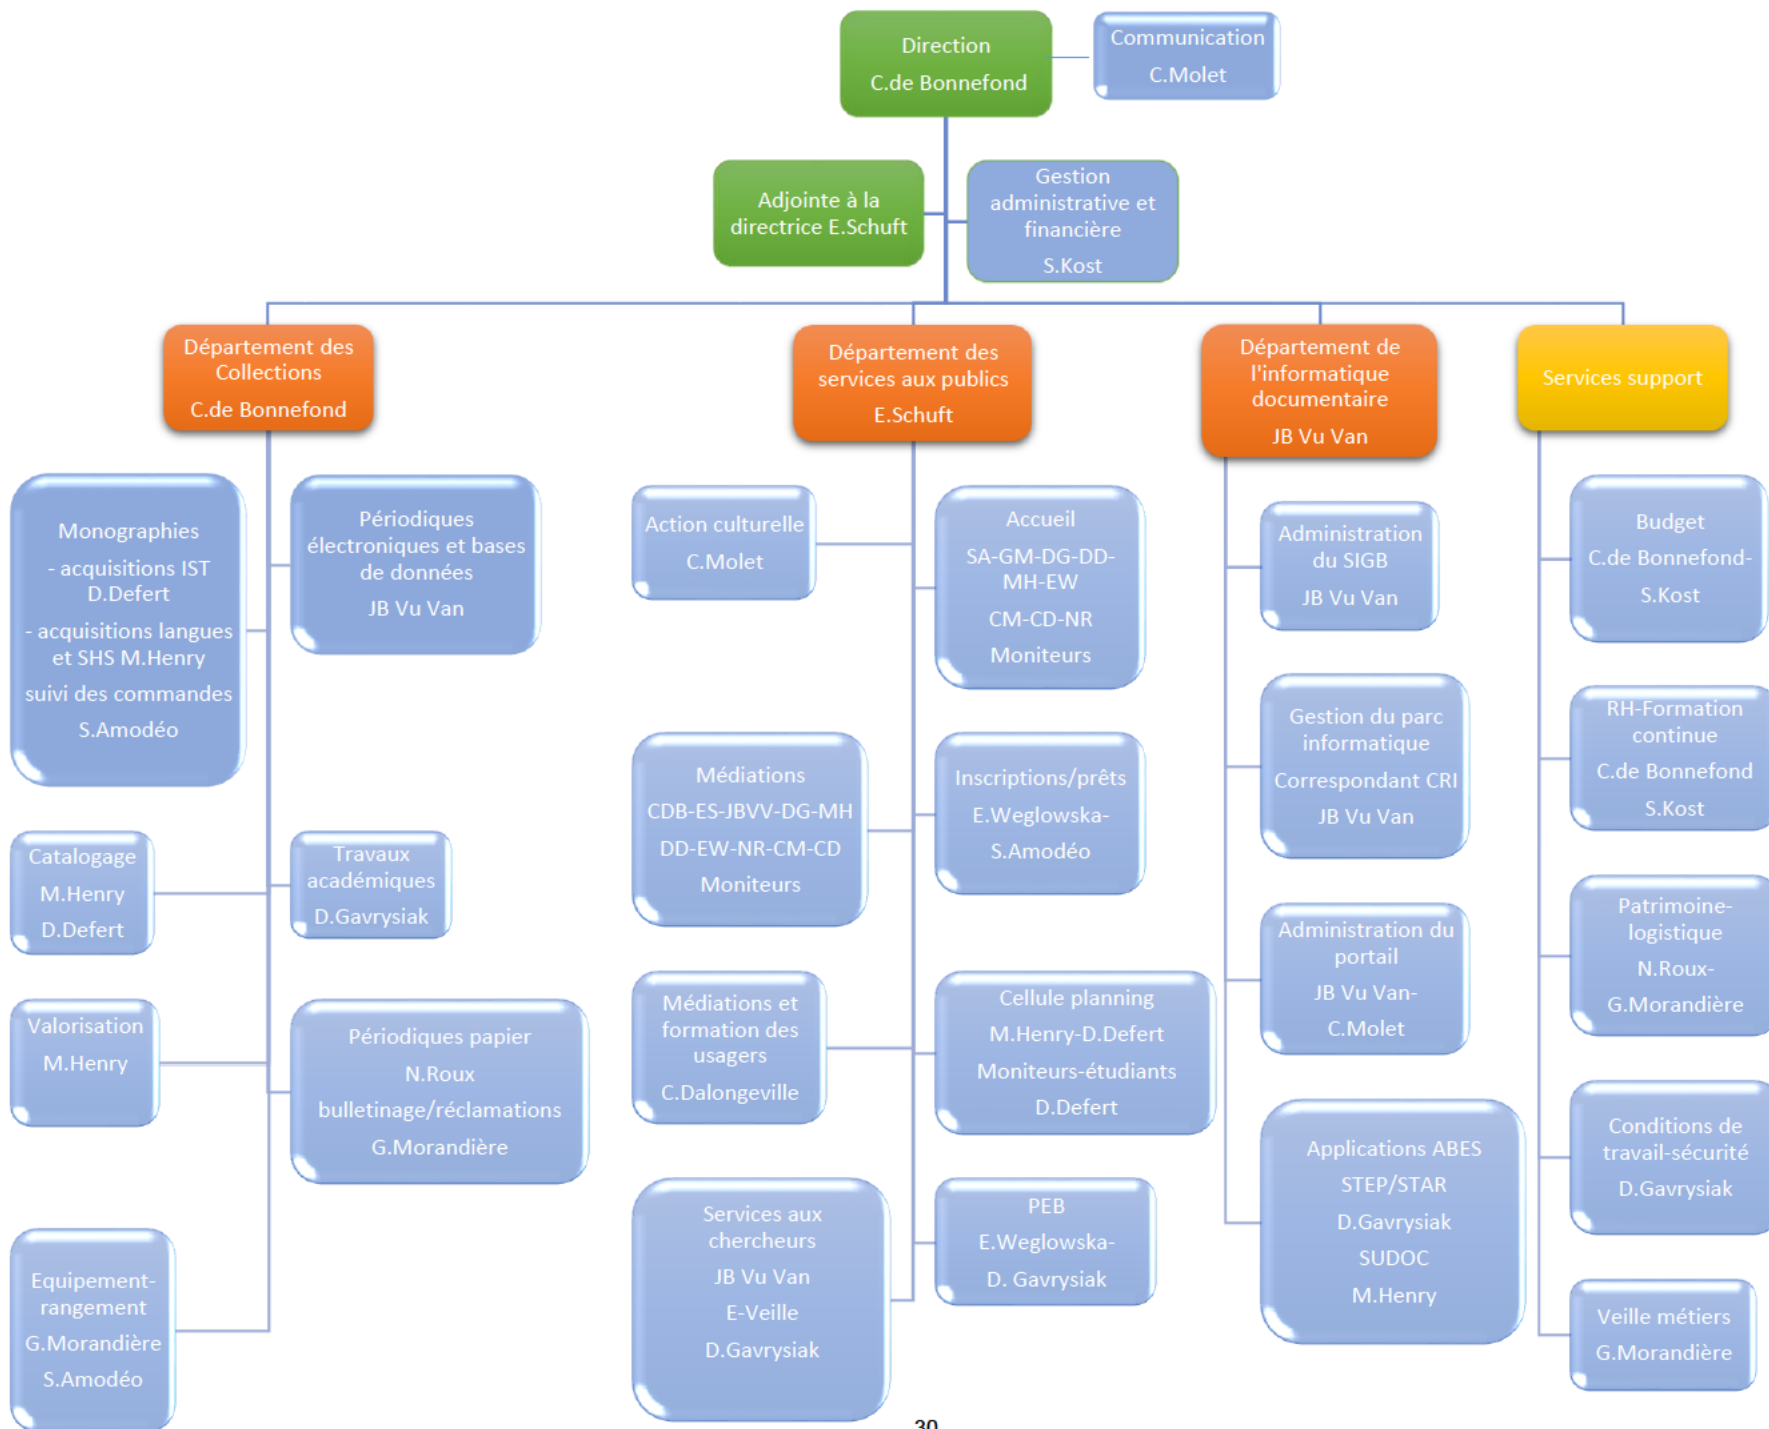 Direction
C.de Bonnefond
Communication
C.Molet
Adjointe à la
directrice E.Schuft
Gestion
administrative et
financière
S.Kost
Département des
Collections
C.de Bonnefond
Département des
services aux publics
E.Schuft
Département de
l'informatique
documentaire
JB Vu Van
Services support
Monographies
- acquisitions IST
D.Defert
- acquisitions langues
et SHS M.Henry
suivi des commandes
S.Amodéo
Périodiques
électroniques et bases
de données
JB Vu Van
Catalogage
M.Henry
D.Defert
Travaux
académiques
D.Gavrysiak
Valorisation
M.Henry
Périodiques papier
N.Roux
bulletinage/réclamations
G.Morandière
Equipement-
rangement
G.Morandière
S.Amodéo
Action culturelle
C.Molet
Accueil
SA-GM-DG-DD-
MH-EW
CM-CD-NR
Moniteurs
Médiations
CDB-ES-JBVV-DG-MH
DD-EW-NR-CM-CD
Moniteurs
Inscriptions/prêts
E.Weglowska-
S.Amodéo
Médiations et
formation des
usagers
C.Dalongeville
Cellule planning
M.Henry-D.Defert
Moniteurs-étudiants
D.Defert
Services aux
chercheurs
JB Vu Van
E-Veille
D.Gavrysiak
PEB
E.Weglowska-
D. Gavrysiak
Administration
du SIGB
JB Vu Van
Gestion du parc
informatique
Correspondant CRI
JB Vu Van
Administration du
portail
JB Vu Van-
C.Molet
Applications ABES
STEP/STAR
D.Gavrysiak
SUDOC
M.Henry
Budget
C.de Bonnefond-
S.Kost
RH-Formation
continue
C.de Bonnefond
S.Kost
Patrimoine-
logistique
N.Roux-
G.Morandière
Conditions de
travail-sécurité
D.Gavrysiak
Veille métiers
G.Morandière
30